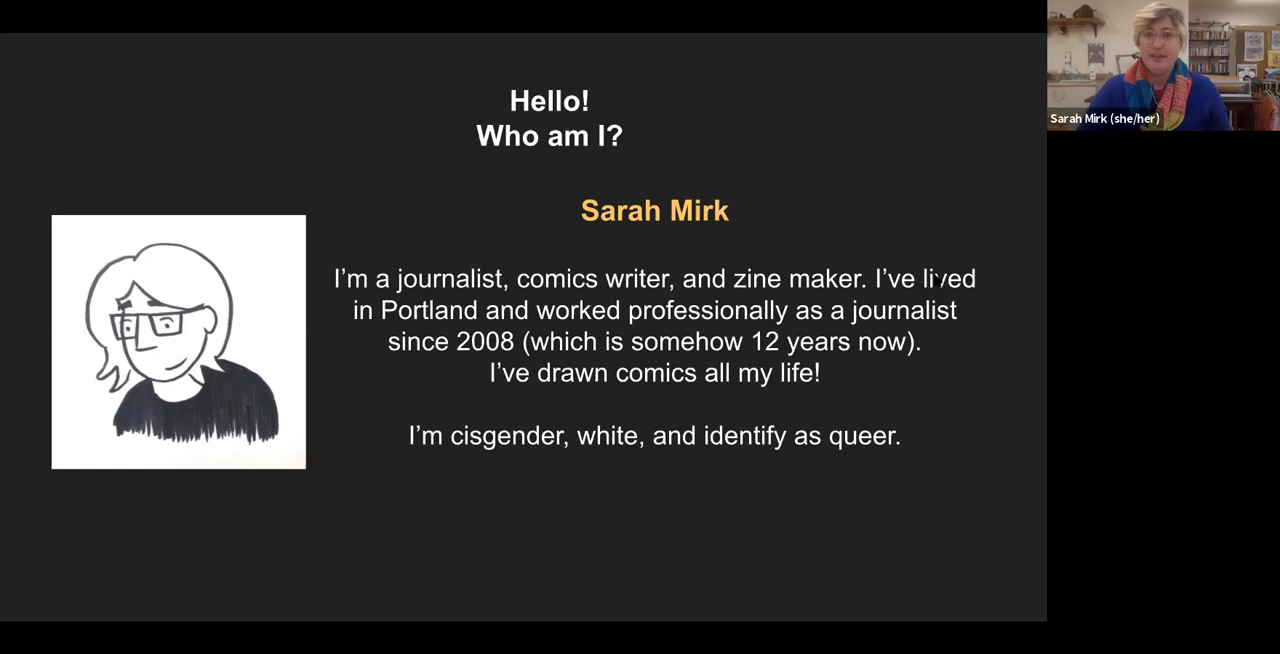 Hello!
Who am I?
Sarah Mirk (she/her)
Sarah Mirk
I’m a journalist, comics writer, and zine maker. I’ve lived
in Portland and worked professionally as a journalist
since 2008 (which is somehow 12 years now).
I’ve drawn comics all my life!
I’m cisgender, white, and identify as queer.